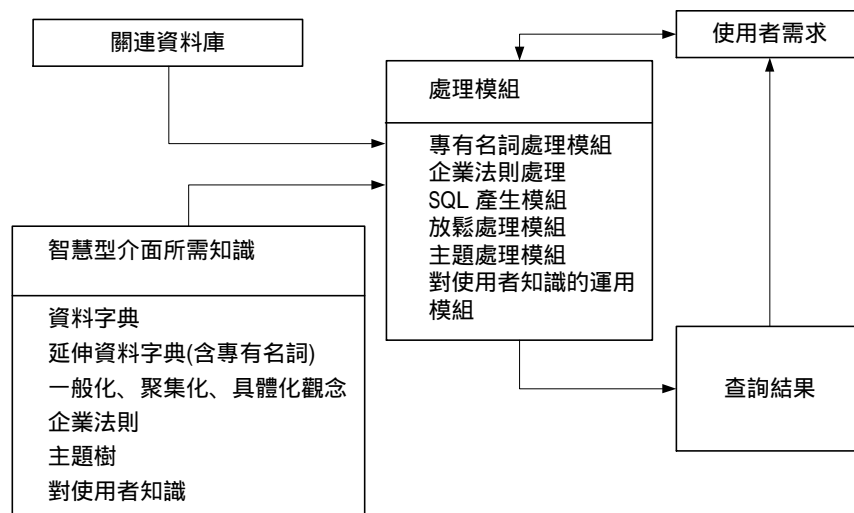 關連資料庫
使用者需求
處理模組
專有名詞處理模組
企業法則處理
SQL 產生模組
放鬆處理模組
主題處理模組
對使用者知識的運用
模組
智慧型介面所需知識
資料字典
延伸資料字典(含專有名詞)
一般化、聚集化、具體化觀念
企業法則
主題樹
對使用者知識
查詢結果